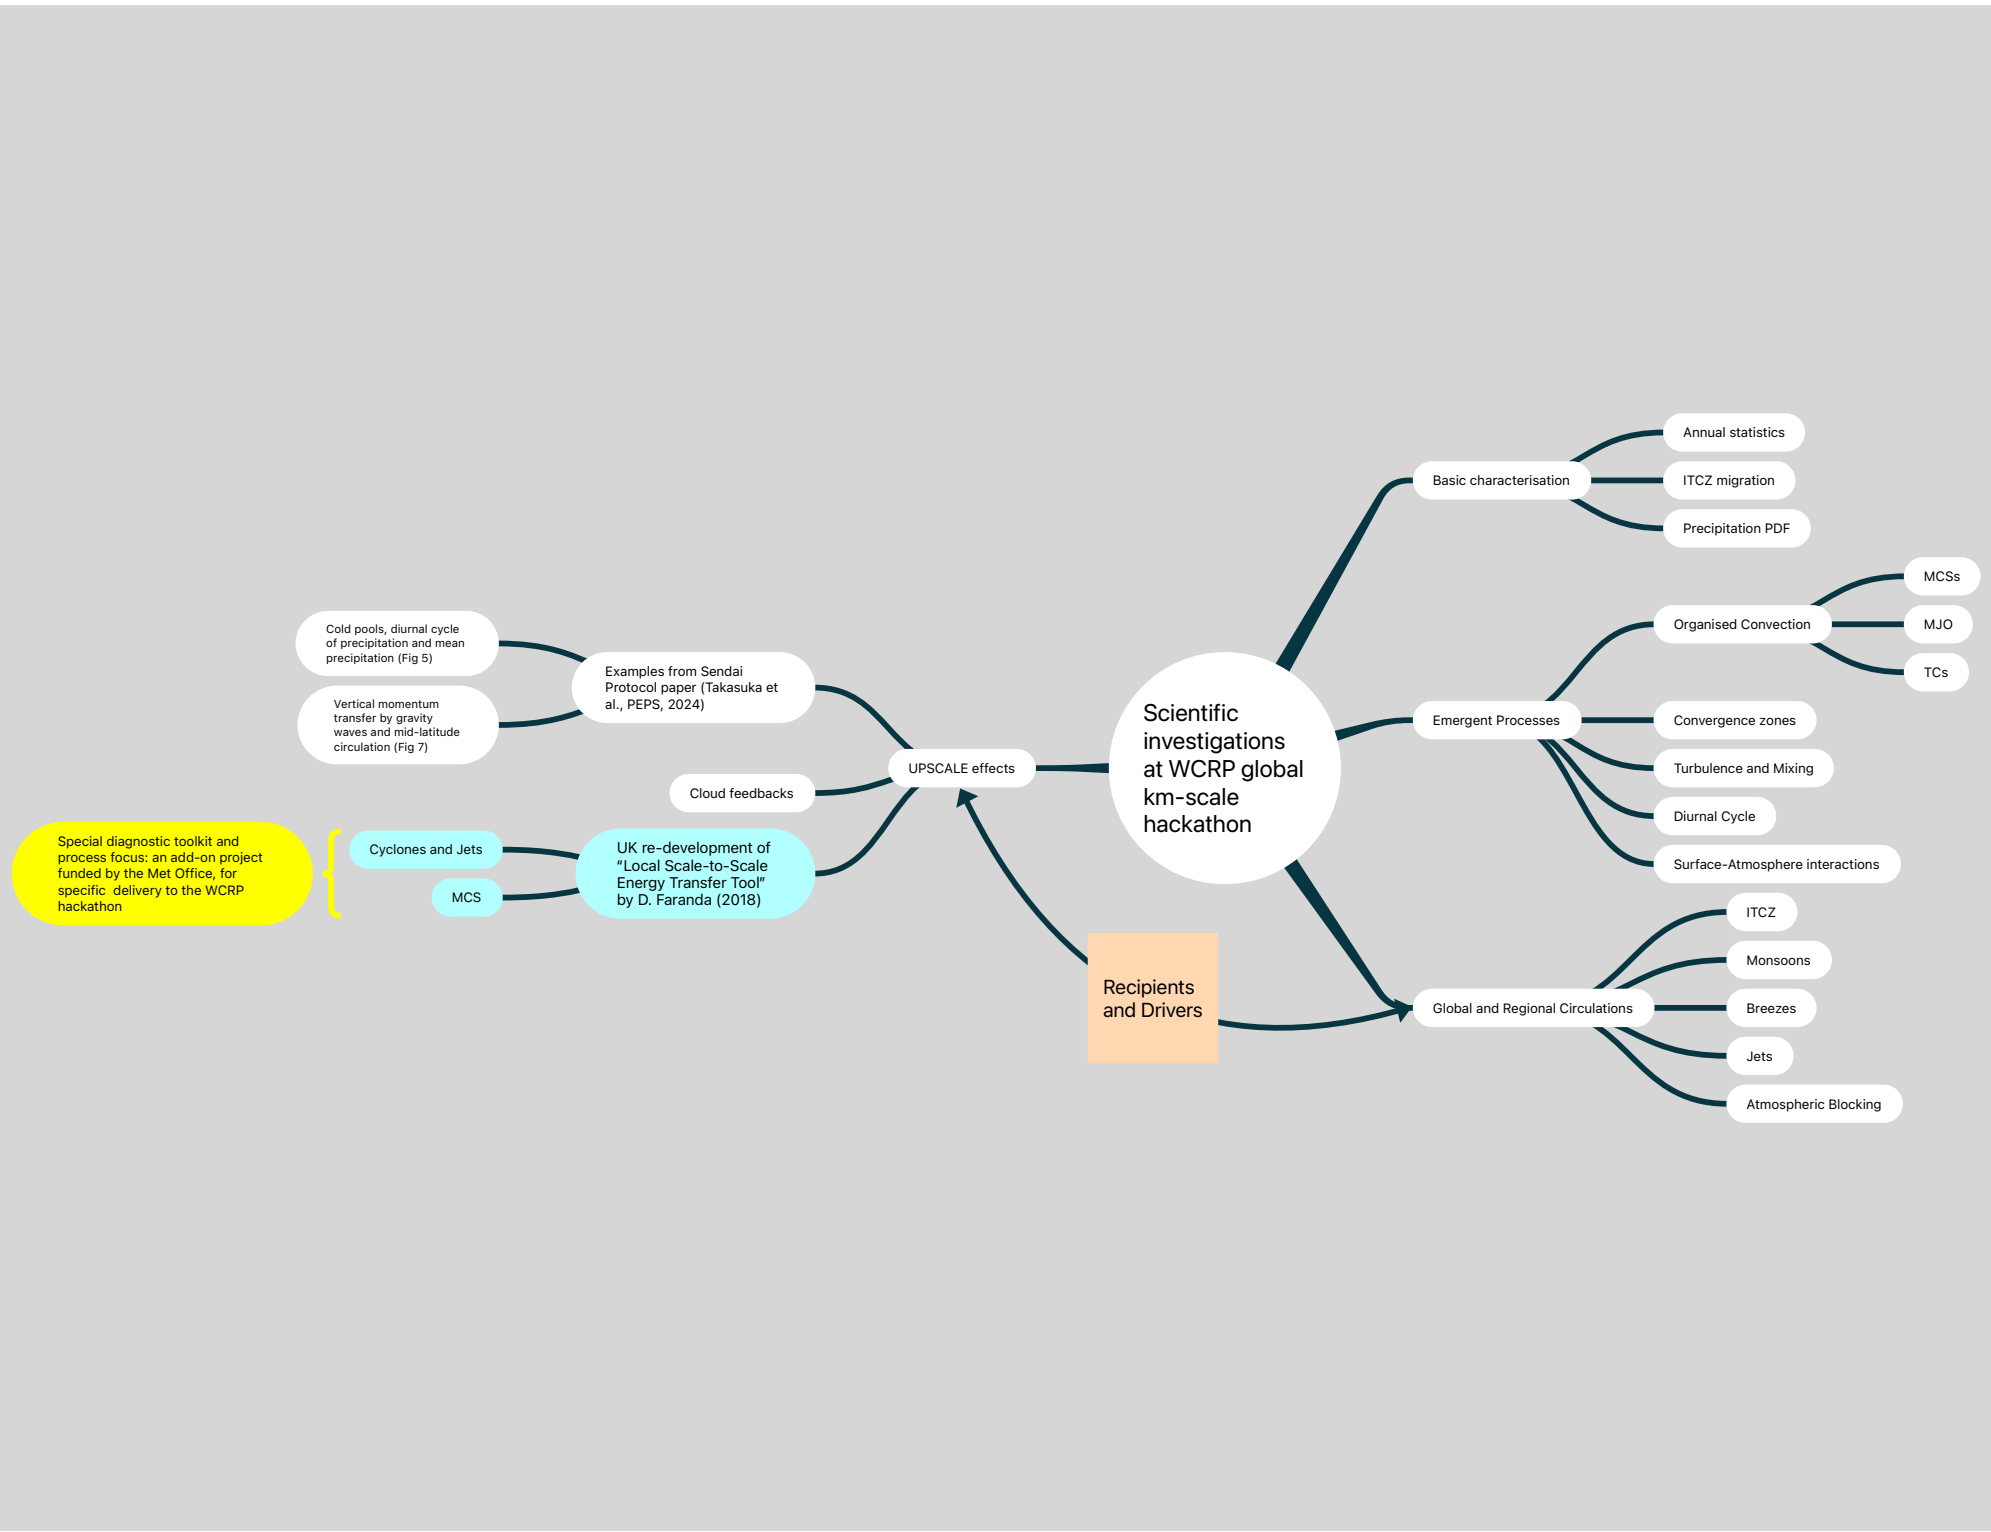 Scientific
investigations
at WCRP global
km-scale
hackathon
Basic characterisation
Annual statistics
ITCZ migration
Precipitation PDF
Emergent Processes
Organised Convection
MCSs
MJO
TCs
Convergence zones
Turbulence and Mixing
Diurnal Cycle
Surface-Atmosphere interactions
Global and Regional Circulations
ITCZ
Monsoons
Breezes
Jets
Atmospheric Blocking
UPSCALE effects
Examples from Sendai
Protocol paper (Takasuka et
al., PEPS, 2024)
Cold pools, diurnal cycle
of precipitation and mean
precipitation (Fig 5)
Vertical momentum
transfer by gravity
waves and mid-latitude
circulation (Fig 7)
Cloud feedbacks
UK re-development of
“Local Scale-to-Scale
Energy Transfer Tool”
by D. Faranda (2018)
Cyclones and Jets
MCS
Special diagnostic toolkit and
process focus: an add-on project
funded by the Met Office, for
specific  delivery to the WCRP
hackathon
Recipients
and Drivers